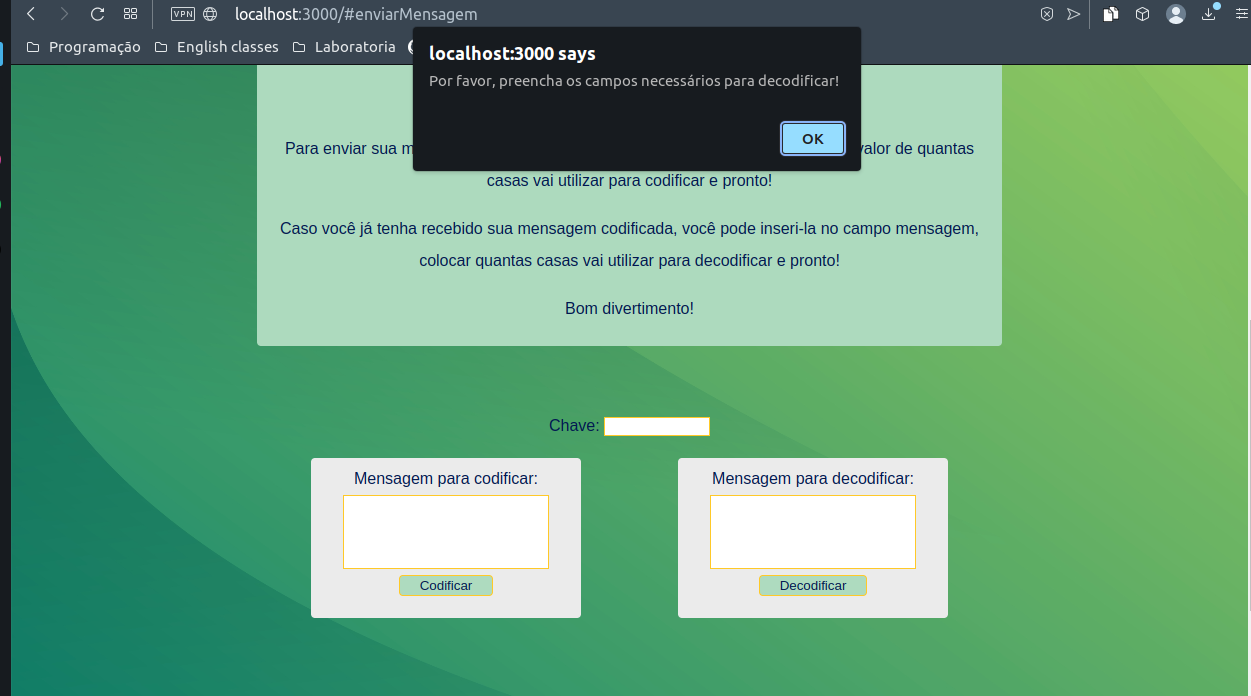 VPN
localhost:3000/#enviarMensagem
Programação English classes Laboratoria
localhost:3000 says
Por favor, preencha os campos necessários para decodificar!
OK
Para enviar sua valor de quantas
casas vai utilizar para codificar e pronto!
Caso você já tenha recebido sua mensagem codificada, você pode inseri-la no campo mensagem,
colocar quantas casas vai utilizar para decodificar e pronto!
Bom divertimento!
Chave:
Mensagem para codificar: Mensagem para decodificar:
Codificar Decodificar